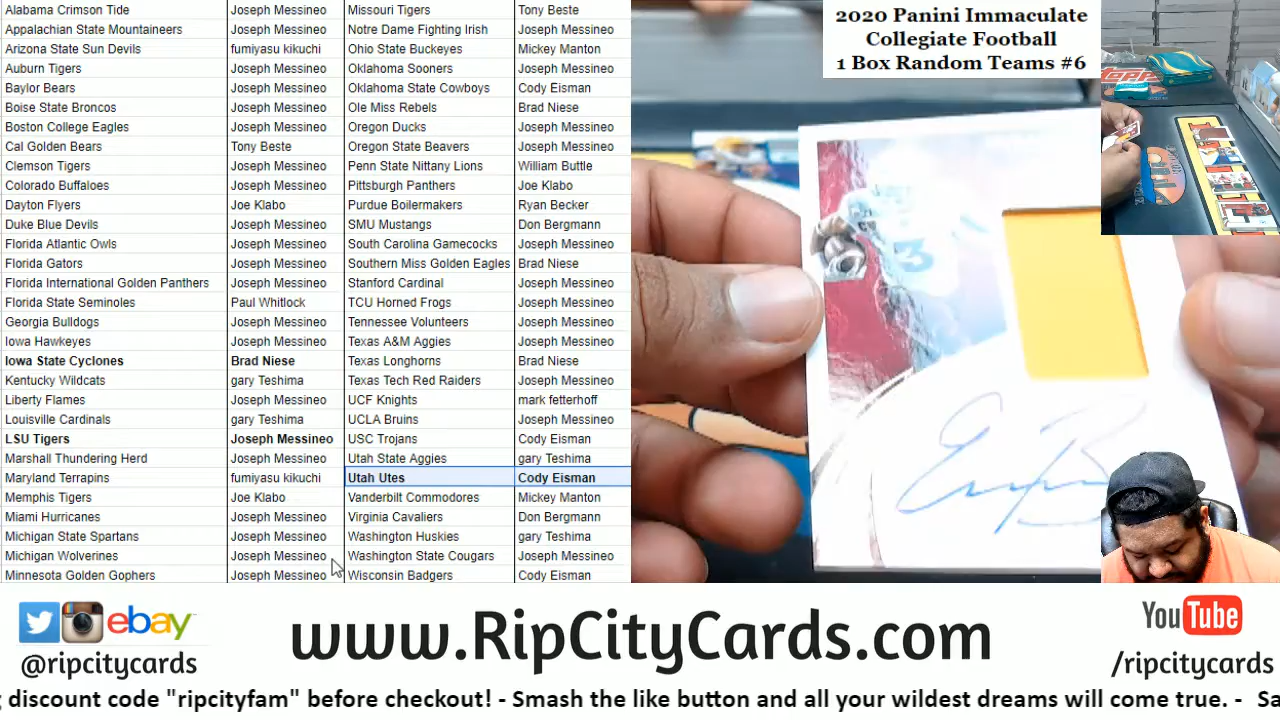 Alabama Crimson Tide Joseph Messineo Missouri Tigers Tony Beste
Appalachian State Mountaineers Joseph Messineo Notre Dame Fighting Irish Joseph Messineo
Arizona State Sun Devils fumiyasu kikuchi Ohio State Buckeyes Mickey Manton
Auburn Tigers Joseph Messineo Oklahoma Sooners Joseph Messineo
Baylor Bears Joseph Messineo Oklahoma State Cowboys Cody Eisman
Boise State Broncos Joseph Messineo Ole Miss Rebels Brad Niese
Boston College Eagles Joseph Messineo Oregon Ducks Joseph Messineo
Cal Golden Bears Tony Beste Oregon State Beavers Joseph Messineo
Clemson Tigers Joseph Messineo Penn State Nittany Lions William Buttle
Colorado Buffaloes Joseph Messineo Pittsburgh Panthers Joe Klabo
Dayton Flyers Joe Klabo Purdue Boilermakers Ryan Becker
Duke Blue Devils Joseph Messineo SMU Mustangs Don Bergmann
Florida Atlantic Owls Joseph Messineo South Carolina Gamecocks Joseph Messineo
Florida Gators Joseph Messineo Southern Miss Golden Eagles Brad Niese
Florida International Golden Panthers Joseph Messineo Stanford Cardinal Joseph Messineo
Florida State Seminoles Paul Whitlock TCU Horned Frogs Joseph Messineo
Georgia Bulldogs Joseph Messineo Tennessee Volunteers Joseph Messineo
Iowa Hawkeyes Joseph Messineo Texas A&M Aggies Joseph Messineo
Iowa State Cyclones Brad Niese Texas Longhorns Brad Niese
Kentucky Wildcats gary Teshima Texas Tech Red Raiders Joseph Messineo
Liberty Flames Joseph Messineo UCF Knights mark fetterhoff
Louisville Cardinals gary Teshima UCLA Bruins Joseph Messineo
LSU Tigers Joseph Messineo USC Trojans Cody Eisman
Marshall Thundering Herd Joseph Messineo Utah State Aggies gary Teshima
Maryland Terrapins fumiyasu kikuchi Utah Utes Cody Eisman
Memphis Tigers Joe Klabo Vanderbilt Commodores Mickey Manton
Miami Hurricanes Joseph Messineo Virginia Cavaliers Don Bergmann
Michigan State Spartans Joseph Messineo Washington Huskies gary Teshima
Michigan Wolverines Joseph Messineo Washington State Cougars Joseph Messineo
Minnesota Golden Gophers Joseph Messineo Wisconsin Badgers Cody Eisman
2020 Panini Immaculate
Collegiate Football
1 Box Random Teams #6
3
ebay
@ripcitycards
www.RipCityCards.com
YouTube
/ripcitycards
discount code "ripcityfam" before checkout! - Smash the like button and all your wildest dreams will come true. - Sa